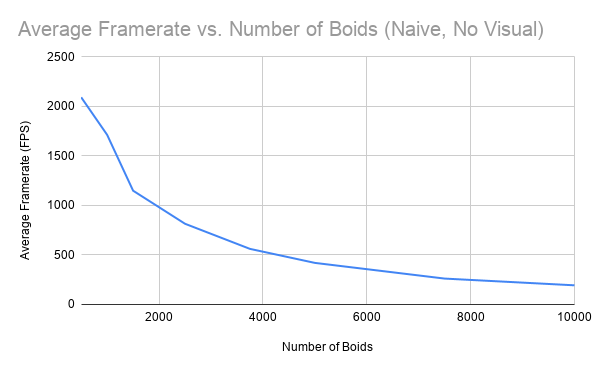 Average Framerate vs. Number of Boids (Naive, No Visual)
2500
2000
1500
1000
500
0
Average Framerate (FPS)
2000 4000 6000 8000 10000
Number of Boids